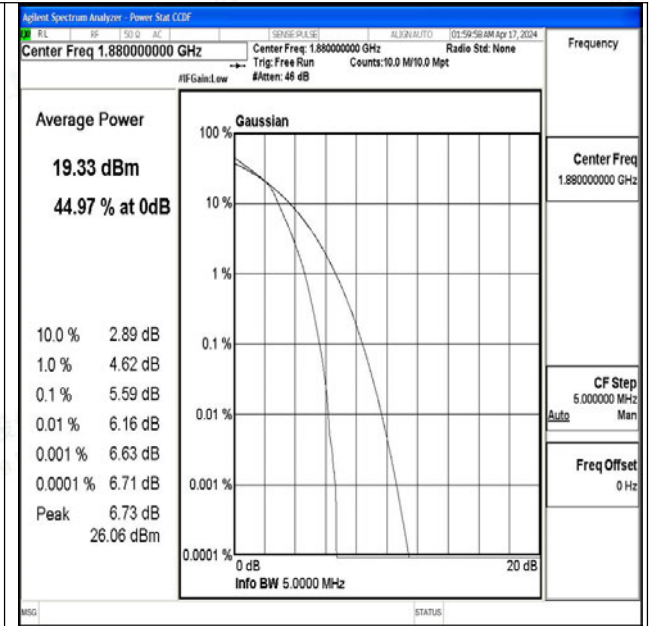 Agilent Spectrum Analyzer - Power Stat CCDF
RL RF 50 Ω AC SENSE:PULSE ALIGN AUTO 01:59:58 AM Apr 17, 2024
Center Freq 1.880000000 GHz
Center Freq: 1.880000000 GHz Radio Std: None
Trig: Free Run Counts:10.0 M/10.0 Mpt
#IFGain:Low #Atten: 46 dB
Frequency
Average Power
19.33 dBm
44.97 % at 0dB
10.0 % 2.89 dB
1.0 % 4.62 dB
0.1 % 5.59 dB
0.01 % 6.16 dB
0.001 % 6.63 dB
0.0001 % 6.71 dB
Peak 6.73 dB
26.06 dBm
Gaussian
100 %
10 %
1 %
0.1 %
0.01 %
0.001 %
0.0001 %
0 dB 20 dB
Info BW 5.0000 MHz
Center Freq
1.880000000 GHz
CF Step
5.000000 MHz
Auto Man
Freq Offset
0 Hz
MSG STATUS